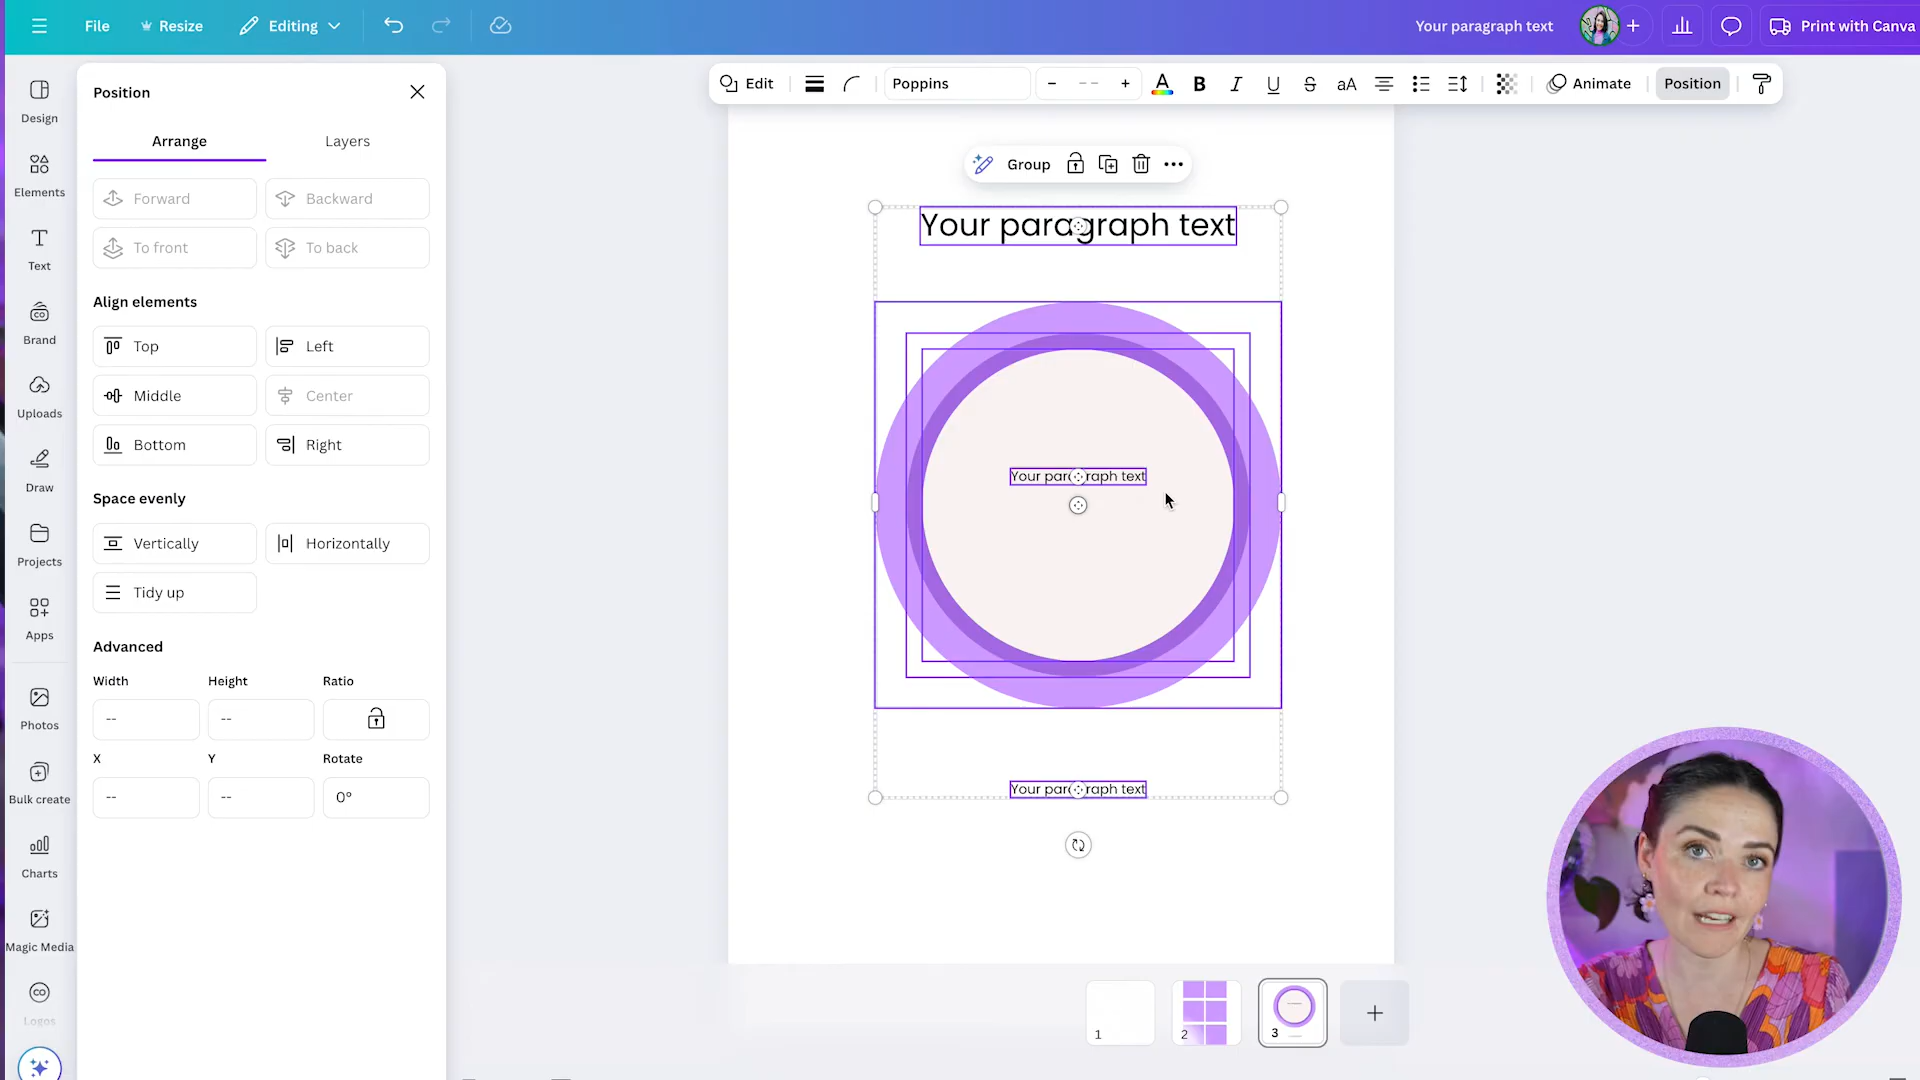 File
Resize
Editing
Your paragraph text
Print with Canva
Design
Elements
Text
Brand
Uploads
Draw
Projects
Apps
Photos
Bulk create
Charts
Magic Media
Logos
Position
Arrange
Layers
Forward
Backward
To front
To back
Align elements
Top
Left
Middle
Center
Bottom
Right
Space evenly
Vertically
Horizontally
Tidy up
Advanced
Width
Height
Ratio
--
--
X
Y
Rotate
--
--
0°
Edit
Poppins
– -- +
A
B
I
U
S
aA
Animate
Position
Group
Your paragraph text
Your paragraph text
Your paragraph text
1
2
3